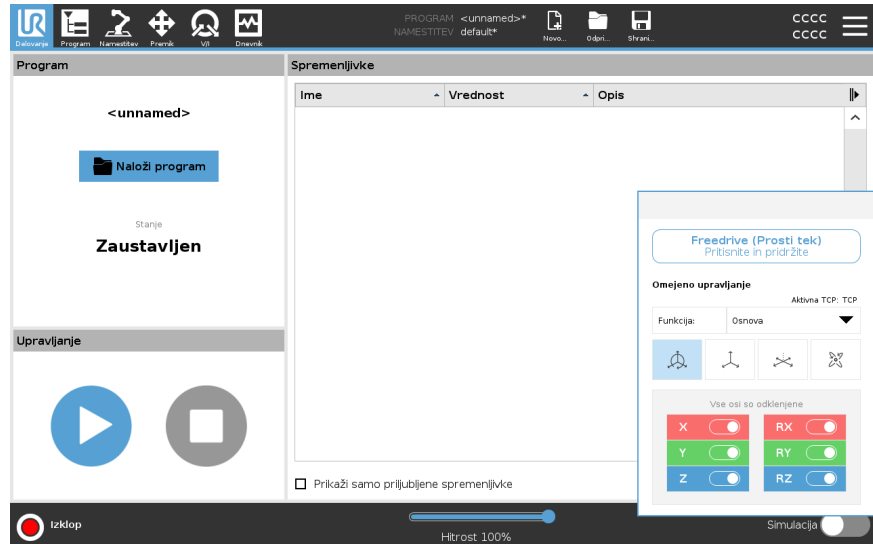 UR
Delovanje
Program
Namestitev
Premik
V/I
Dnevnik
PROGRAM <unnamed>*
NAMESTITEV default*
Novo...
Odpri...
Shrani...
CCCC
CCCC
Program
<unnamed>
Naloži program
Stanje
Zaustavljen
Upravljanje
Spremenljivke
Ime
Vrednost
Opis
Prikaži samo priljubljene spremenljivke
Freedrive (Prosti tek)
Pritisnite in pridržite
Omejeno upravljanje
Aktivna TCP: TCP
Funkcija: Osnova
Vse osi so odklenjene
X RX
Y RY
Z RZ
Izklop
Hitrost 100%
Simulacija